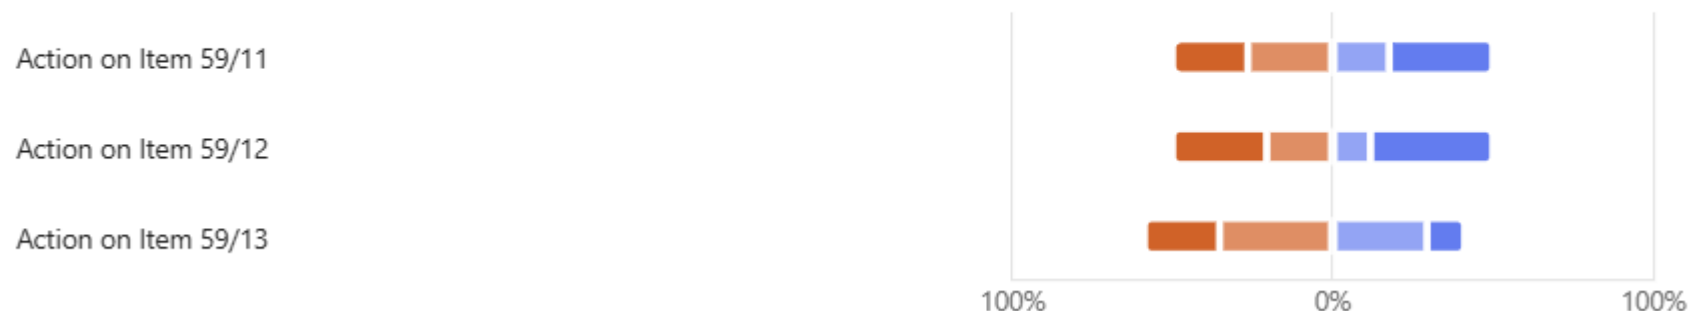 Action on Item 59/11
Action on Item 59/12
Action on Item 59/13
100% 0% 100%